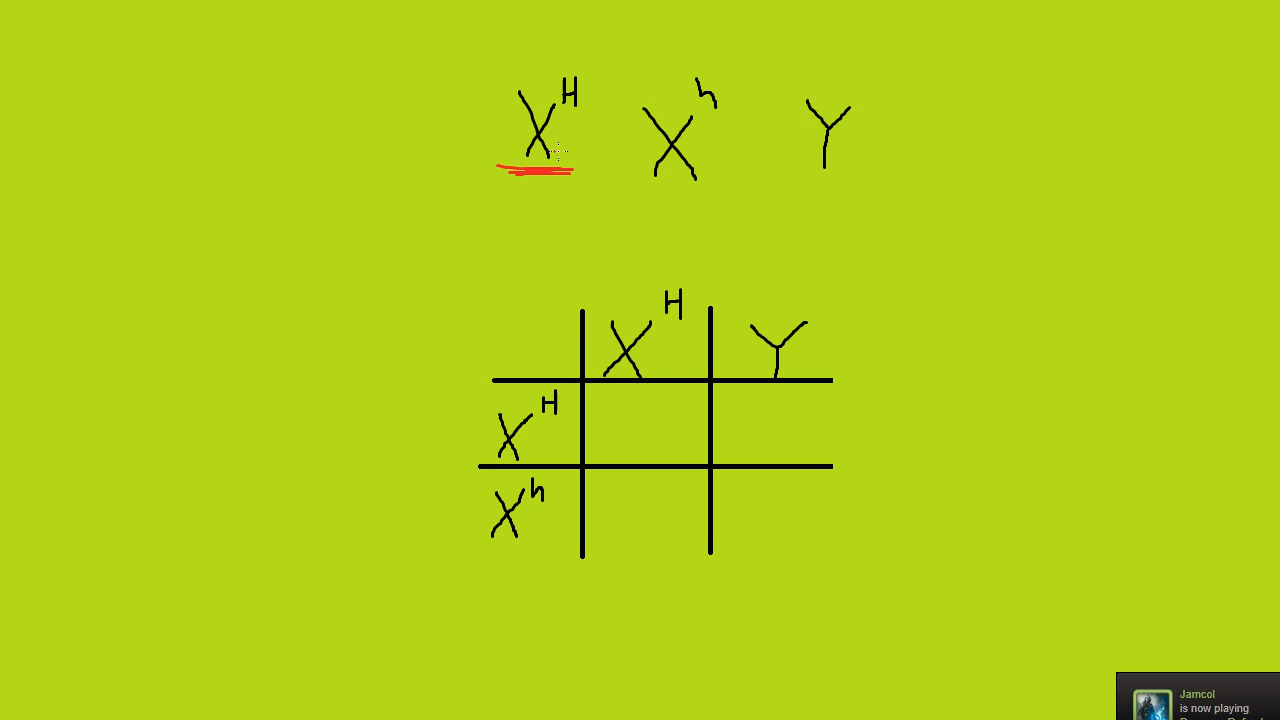 X^H X^h Y
X^H Y
X^H
X^h
Jamcol
is now playing